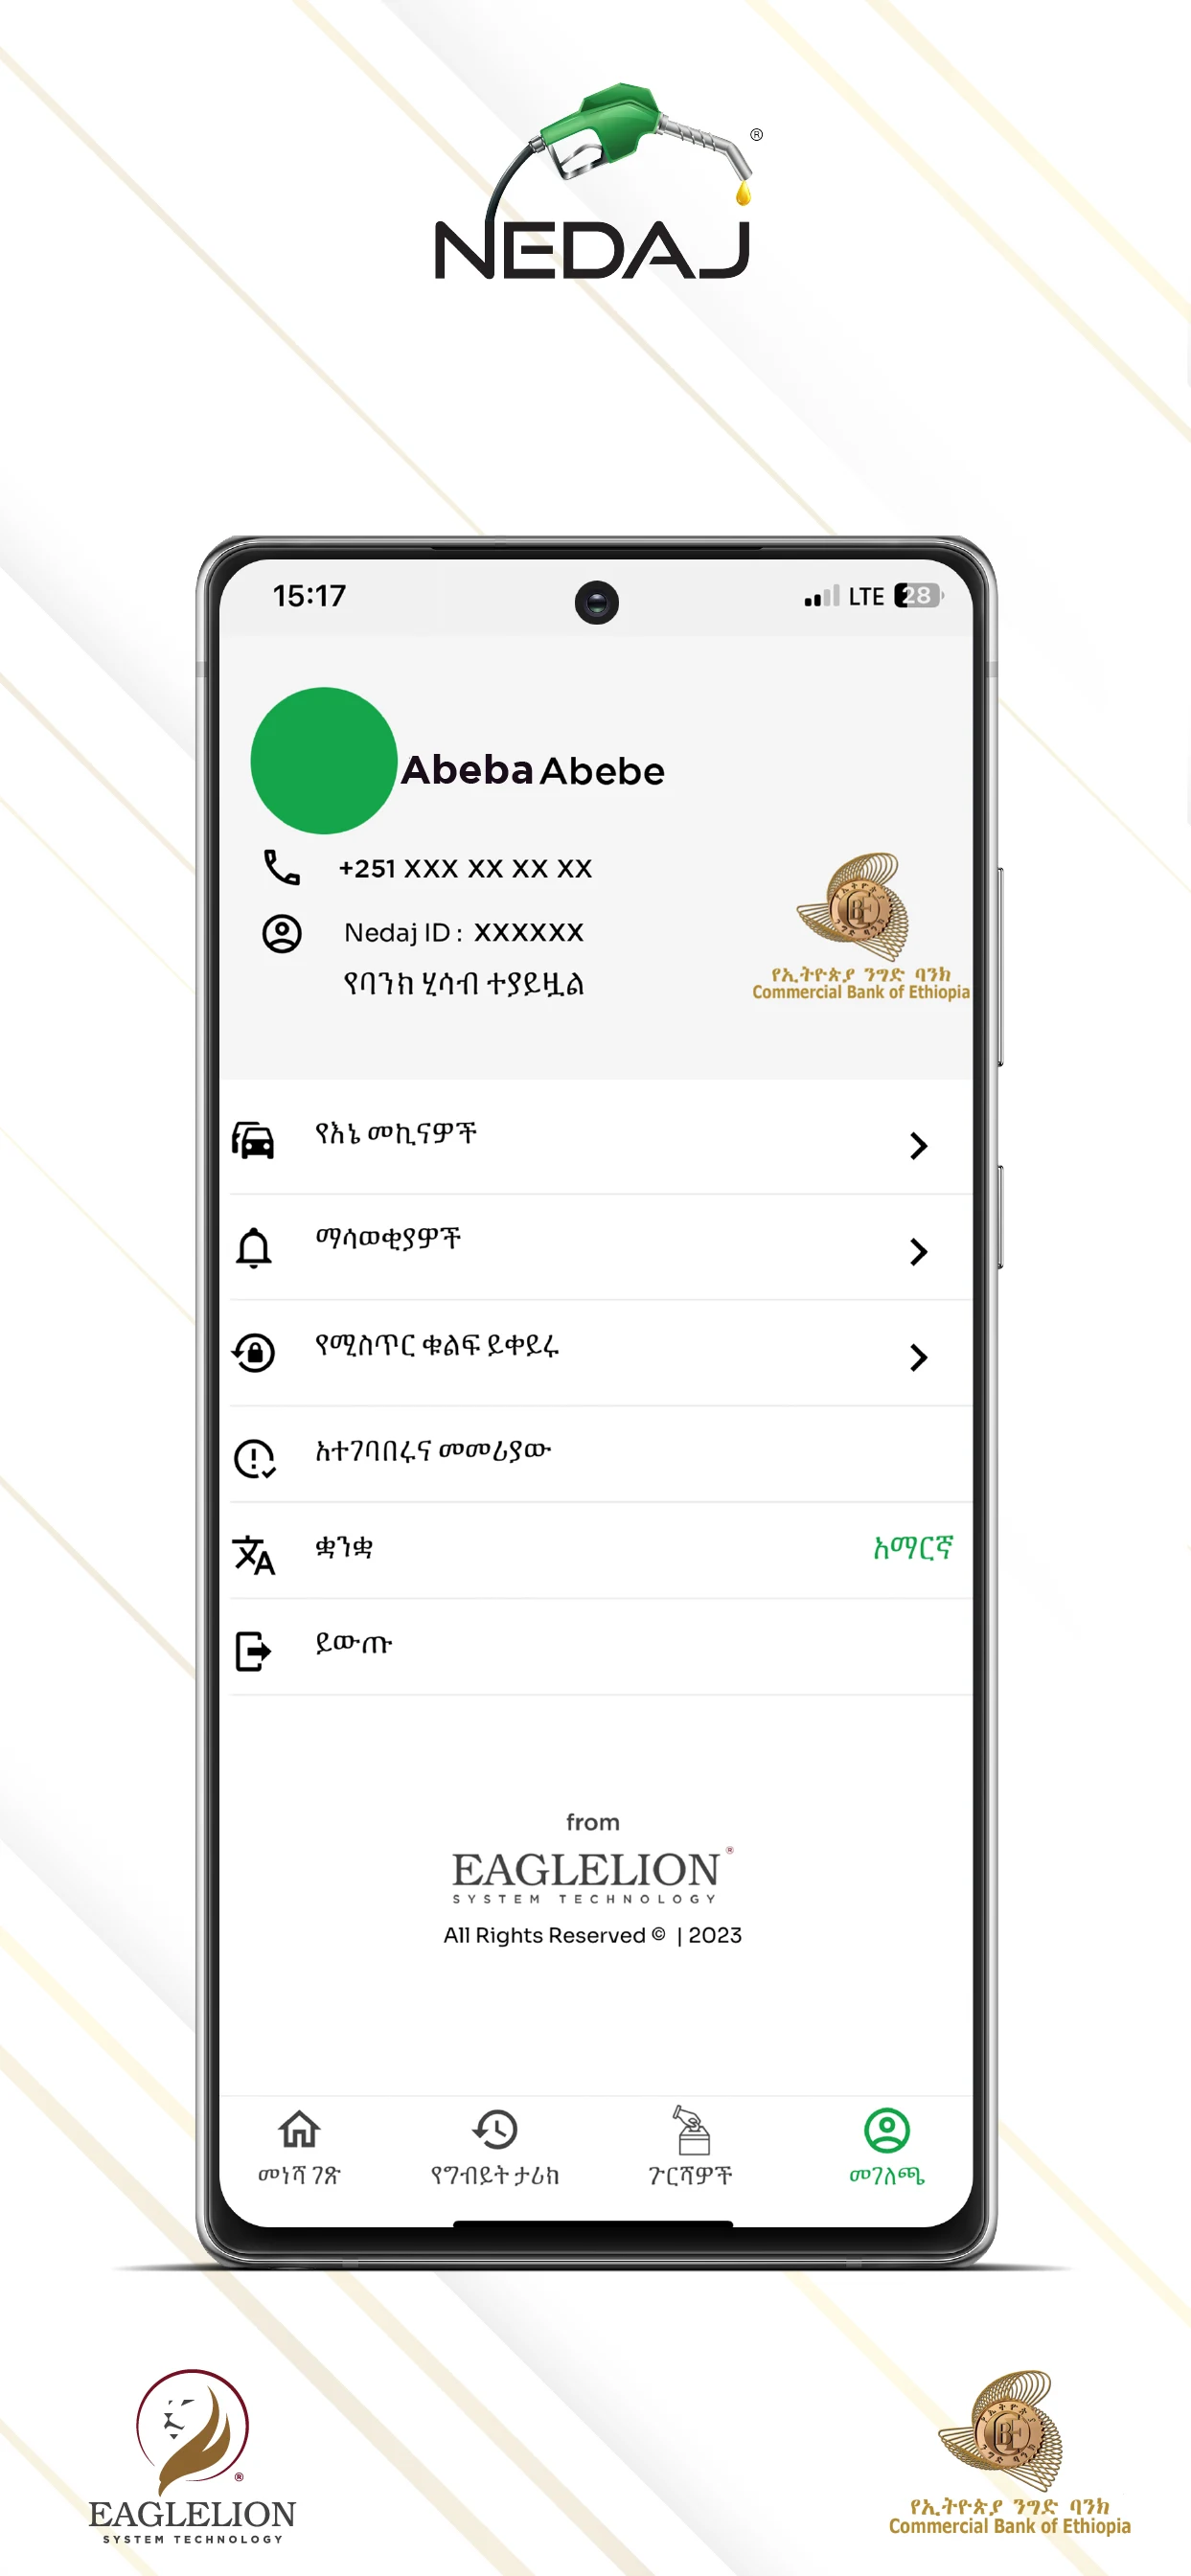 NEDAJ ®
15:17 LTE 28
Abeba Abebe
+251 XXX XX XX XX
Nedaj ID : XXXXXX
የባንክ ሂሳብ ተያይዟል
የኢትዮጵያ ንግድ ባንክ
Commercial Bank of Ethiopia
የእኔ መኪናዎች
ማሳወቂያዎች
የሚስጥር ቁልፍ ይቀይሩ
አተገባበሩና መመሪያው
ቋንቋ አማርኛ
ይውጡ
from
EAGLELION ®
SYSTEM TECHNOLOGY
All Rights Reserved © | 2023
መነሻ ገጽ የግብይት ታሪክ ጉርሻዎች መገለጫ
®
EAGLELION
SYSTEM TECHNOLOGY
የኢትዮጵያ ንግድ ባንክ
Commercial Bank of Ethiopia